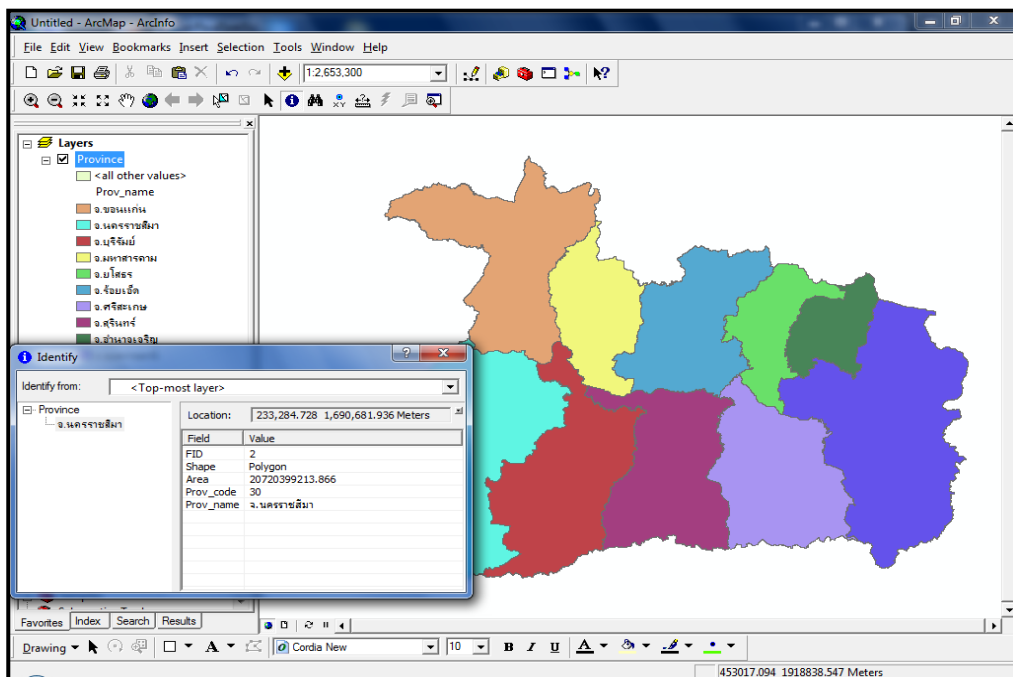 Untitled - ArcMap - ArcInfo
File Edit View Bookmarks Insert Selection Tools Window Help
1:2,653,300
Layers
Province
<all other values>
Prov_name
จ.ขอนแก่น
จ.นครราชสีมา
จ.บุรีรัมย์
จ.มหาสารคาม
จ.ยโสธร
จ.ร้อยเอ็ด
จ.ศรีสะเกษ
จ.สุรินทร์
จ.อำนาจเจริญ
Identify
Identify from: <Top-most layer>
Province
จ.นครราชสีมา
Location: 233,284.728 1,690,681.936 Meters
Field Value
FID 2
Shape Polygon
Area 20720399213.866
Prov_code 30
Prov_name จ.นครราชสีมา
Favorites Index Search Results
Drawing A Cordia New 10 B I U A
453017.094 1918838.547 Meters